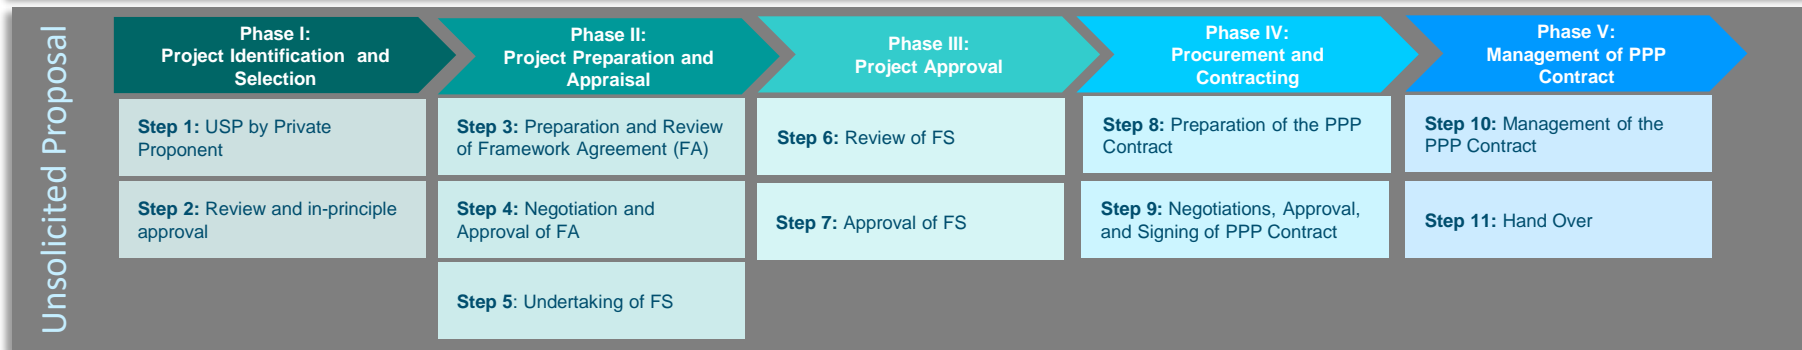 Unsolicited Proposal
Phase I:
Project Identification and
Selection
Step 1: USP by Private
Proponent
Step 2: Review and in-principle
approval
Phase II:
Project Preparation and
Appraisal
Step 3: Preparation and Review
of Framework Agreement (FA)
Step 4: Negotiation and
Approval of FA
Step 5: Undertaking of FS
Phase III:
Project Approval
Step 6: Review of FS
Step 7: Approval of FS
Phase IV:
Procurement and
Contracting
Step 8: Preparation of the PPP
Contract
Step 9: Negotiations, Approval,
and Signing of PPP Contract
Phase V:
Management of PPP
Contract
Step 10: Management of the
PPP Contract
Step 11: Hand Over